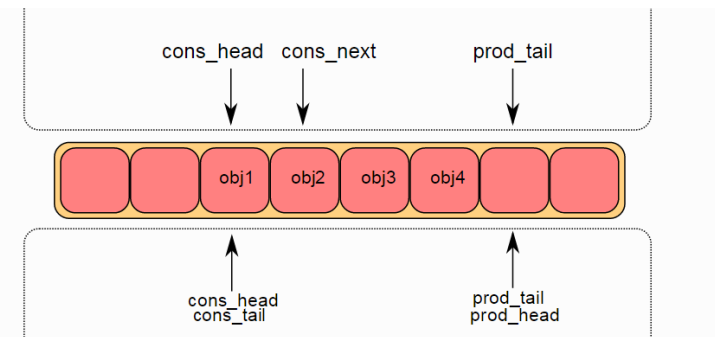 cons_head cons_next prod_tail
obj1 obj2 obj3 obj4
cons_head prod_tail
cons_tail prod_head